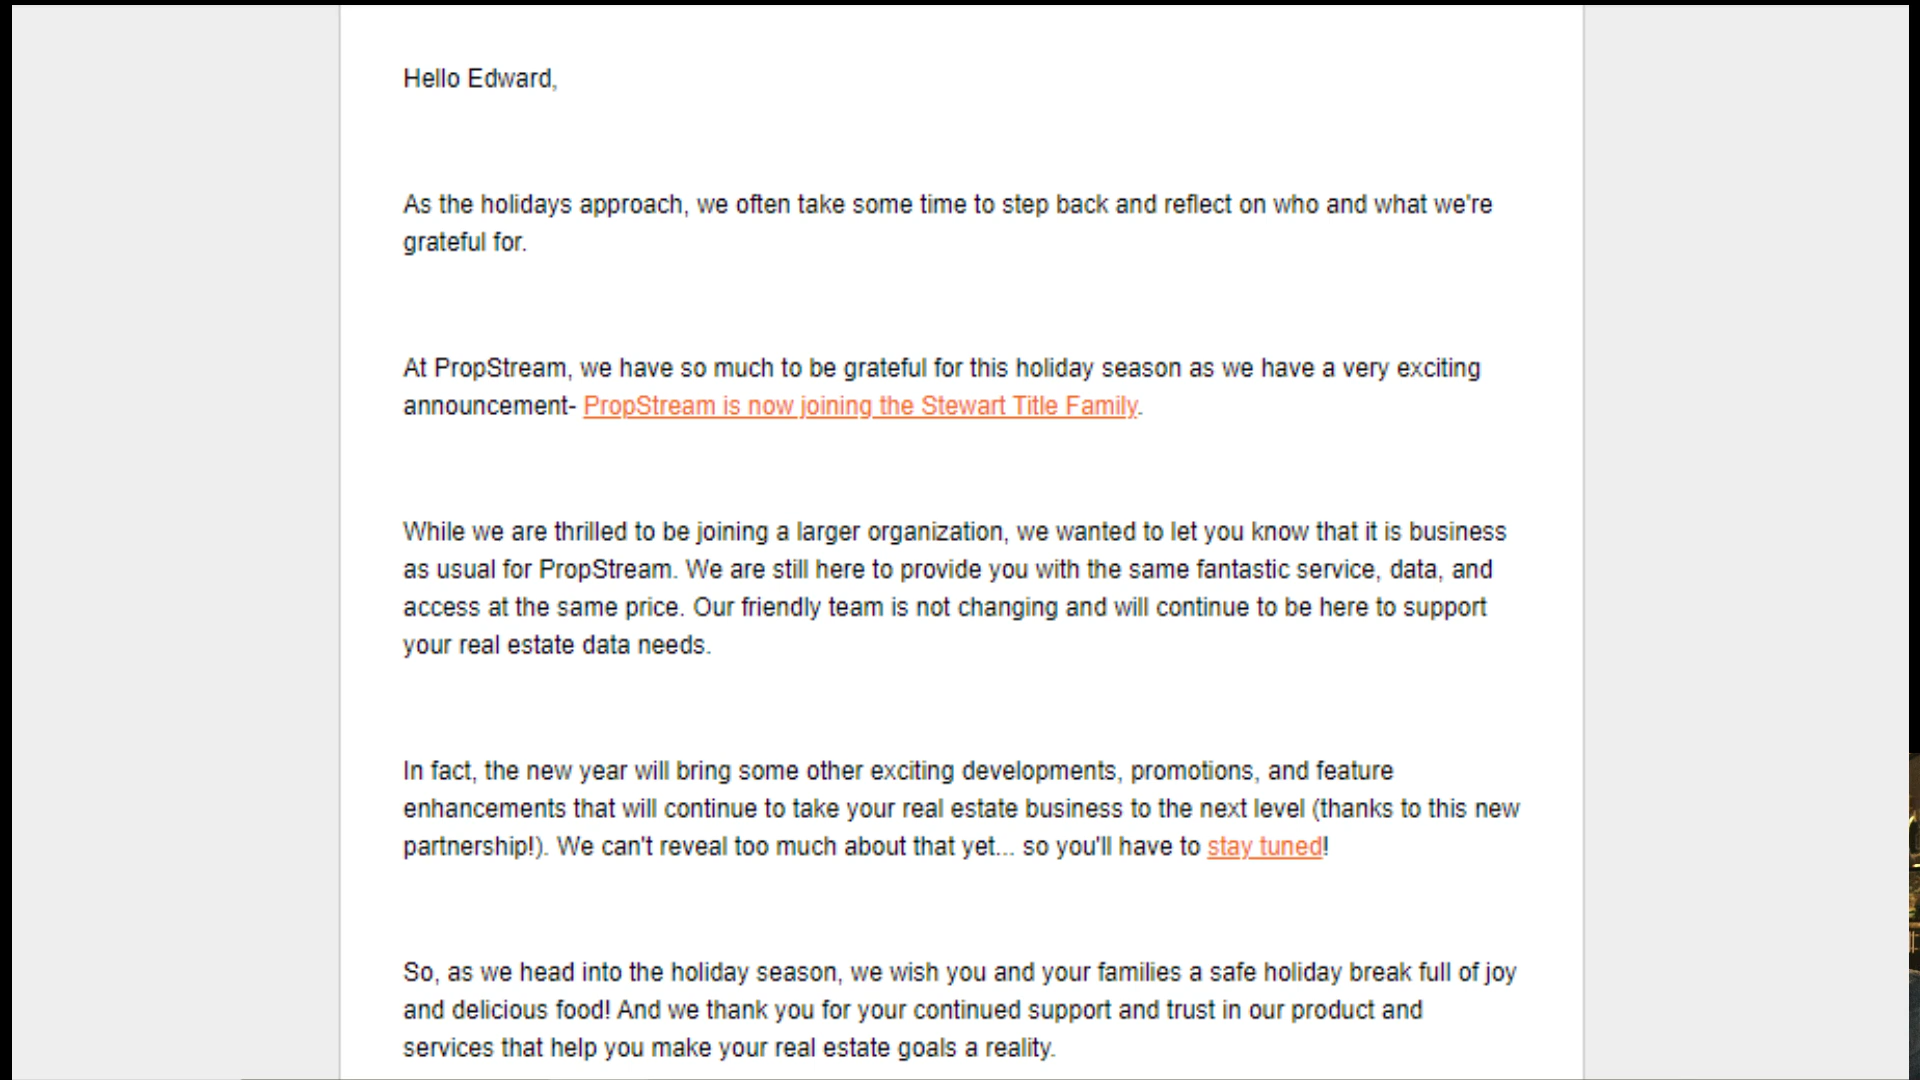 Hello Edward,
As the holidays approach, we often take some time to step back and reflect on who and what we're
grateful for.
At PropStream, we have so much to be grateful for this holiday season as we have a very exciting
announcement- PropStream is now joining the Stewart Title Family.
While we are thrilled to be joining a larger organization, we wanted to let you know that it is business
as usual for PropStream. We are still here to provide you with the same fantastic service, data, and
access at the same price. Our friendly team is not changing and will continue to be here to support
your real estate data needs.
In fact, the new year will bring some other exciting developments, promotions, and feature
enhancements that will continue to take your real estate business to the next level (thanks to this new
partnership!). We can't reveal too much about that yet... so you'll have to stay tuned!
So, as we head into the holiday season, we wish you and your families a safe holiday break full of joy
and delicious food! And we thank you for your continued support and trust in our product and
services that help you make your real estate goals a reality.